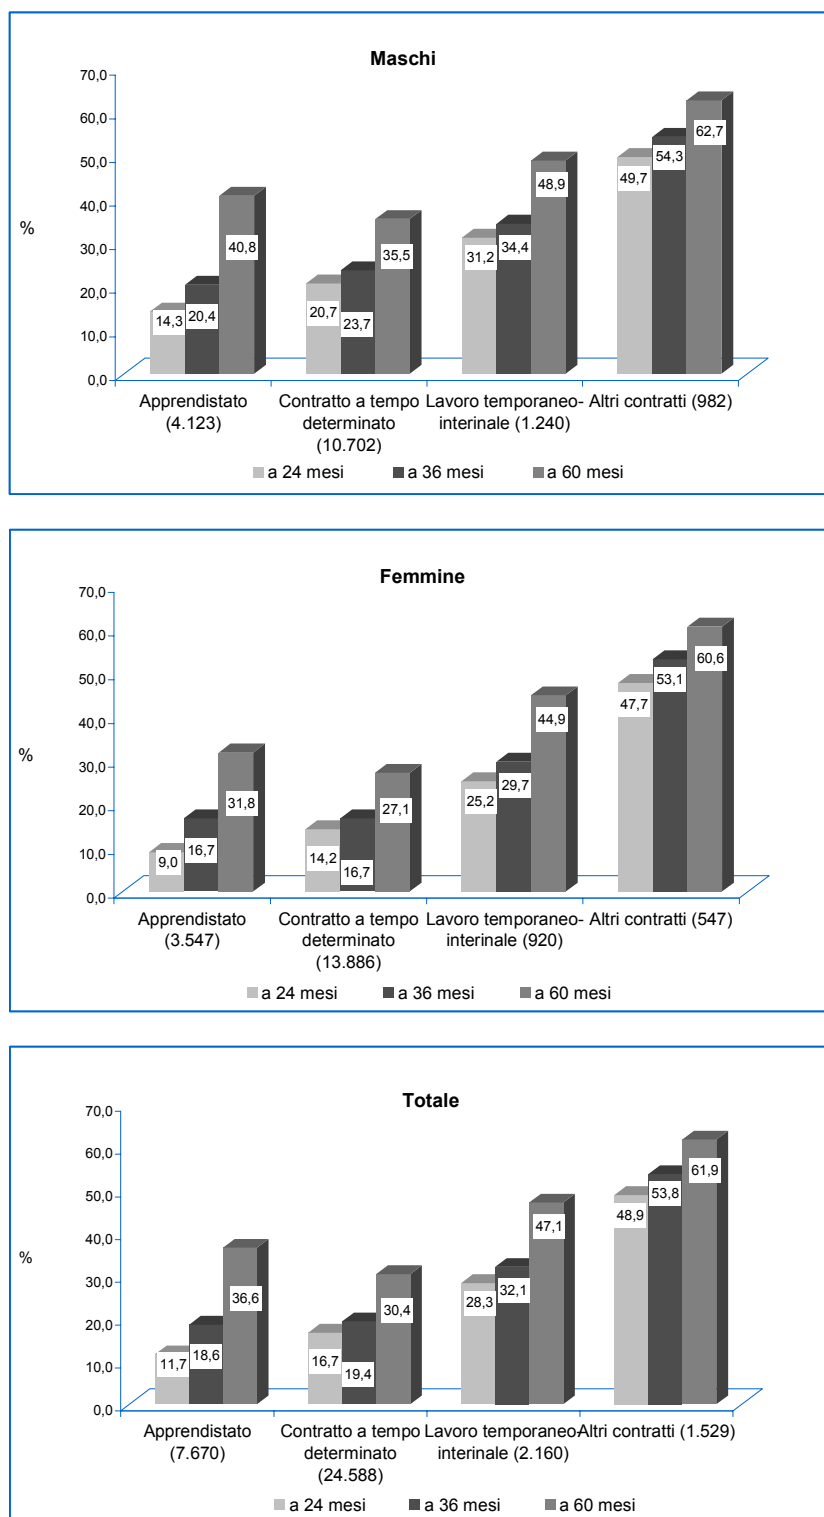 Maschi
70,0
60,0
50,0
40,0
30,0
20,0
10,0
0,0
%
14,3
20,4
40,8
20,7
23,7
35,5
31,2
34,4
48,9
49,7
54,3
62,7
Apprendistato
(4.123)
Contratto a tempo
determinato
(10.702)
Lavoro temporaneo-
interinale (1.240)
Altri contratti (982)
a 24 mesi
a 36 mesi
a 60 mesi
Femmine
70,0
60,0
50,0
40,0
30,0
20,0
10,0
0,0
%
9,0
16,7
31,8
14,2
16,7
27,1
25,2
29,7
44,9
47,7
53,1
60,6
Apprendistato
(3.547)
Contratto a tempo
determinato
(13.886)
Lavoro temporaneo-
interinale (920)
Altri contratti (547)
a 24 mesi
a 36 mesi
a 60 mesi
Totale
70,0
60,0
50,0
40,0
30,0
20,0
10,0
0,0
%
11,7
18,6
36,6
16,7
19,4
30,4
28,3
32,1
47,1
48,9
53,8
61,9
Apprendistato
(7.670)
Contratto a tempo
determinato
(24.588)
Lavoro temporaneo-
interinale (2.160)
Altri contratti (1.529)
a 24 mesi
a 36 mesi
a 60 mesi